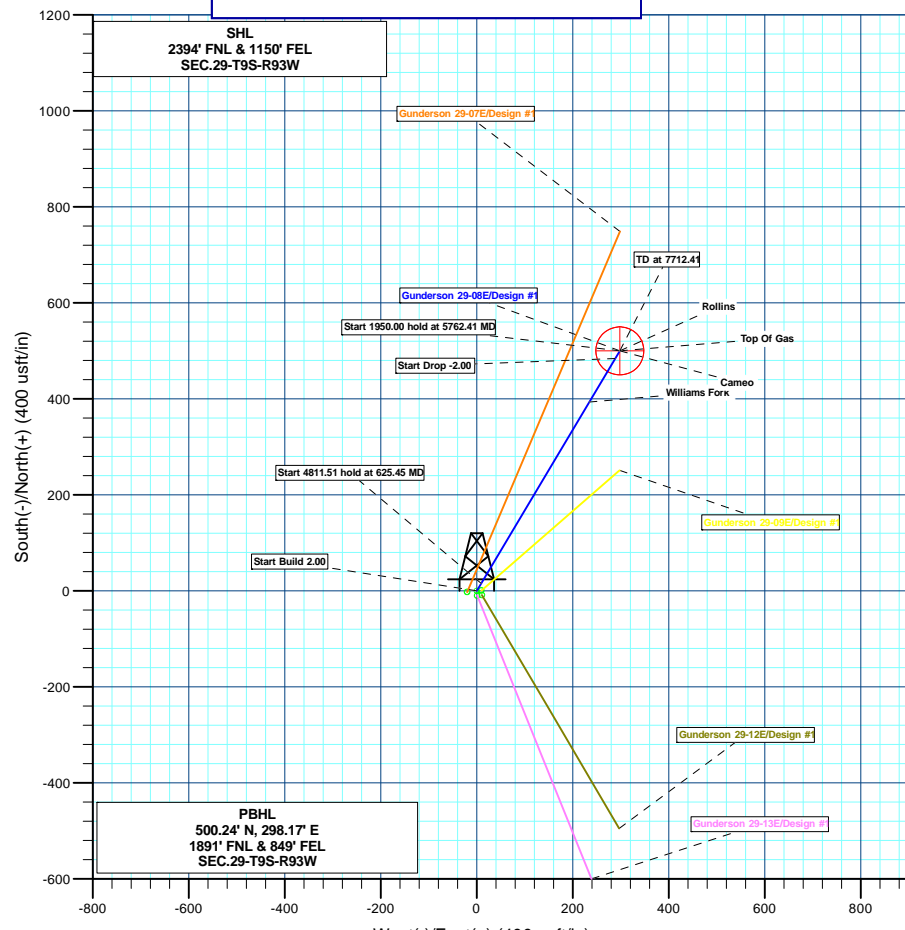 1200
SHL
2394' FNL & 1150' FEL
SEC.29-T9S-R93W
1000
Gunderson 29-07E/Design #1
800
TD at 7712.41
600
Gunderson 29-08E/Design #1
Rollins
Start 1950.00 hold at 5762.41 MD
Top Of Gas
Start Drop -2.00
Cameo
400
Williams Fork
South(-)/North(+) (400 usft/in)
Start 4811.51 hold at 625.45 MD
200
Gunderson 29-09E/Design #1
Start Build 2.00
0
-200
Gunderson 29-12E/Design #1
-400
PBHL
500.24' N, 298.17' E
1891' FNL & 849' FEL
SEC.29-T9S-R93W
Gunderson 29-13E/Design #1
-600
-800 -600 -400 -200 0 200 400 600 800